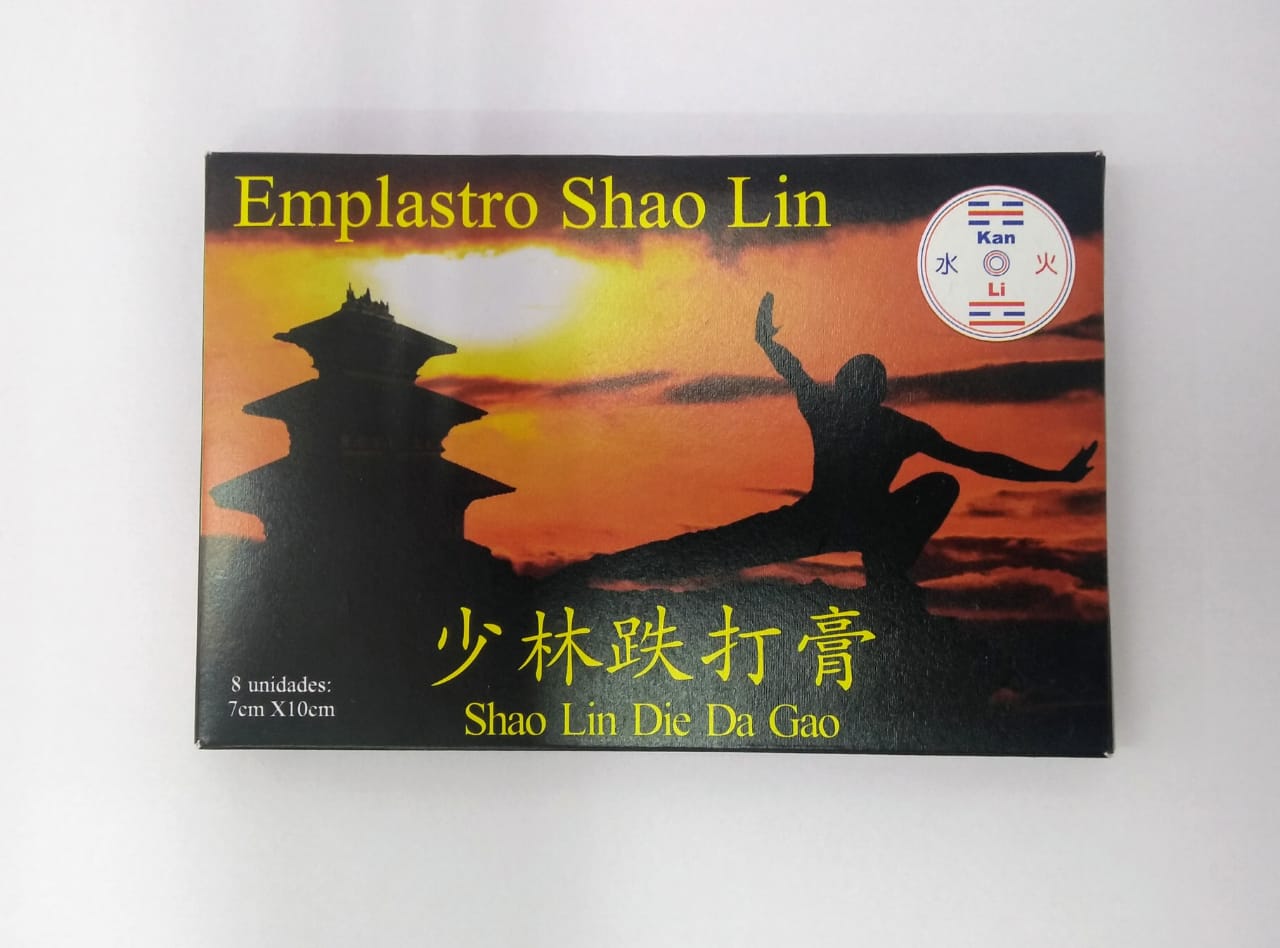 Emplastro Shao Lin
Kan
水 火
Li
少林跌打膏
8 unidades:
7cm X10cm
Shao Lin Die Da Gao